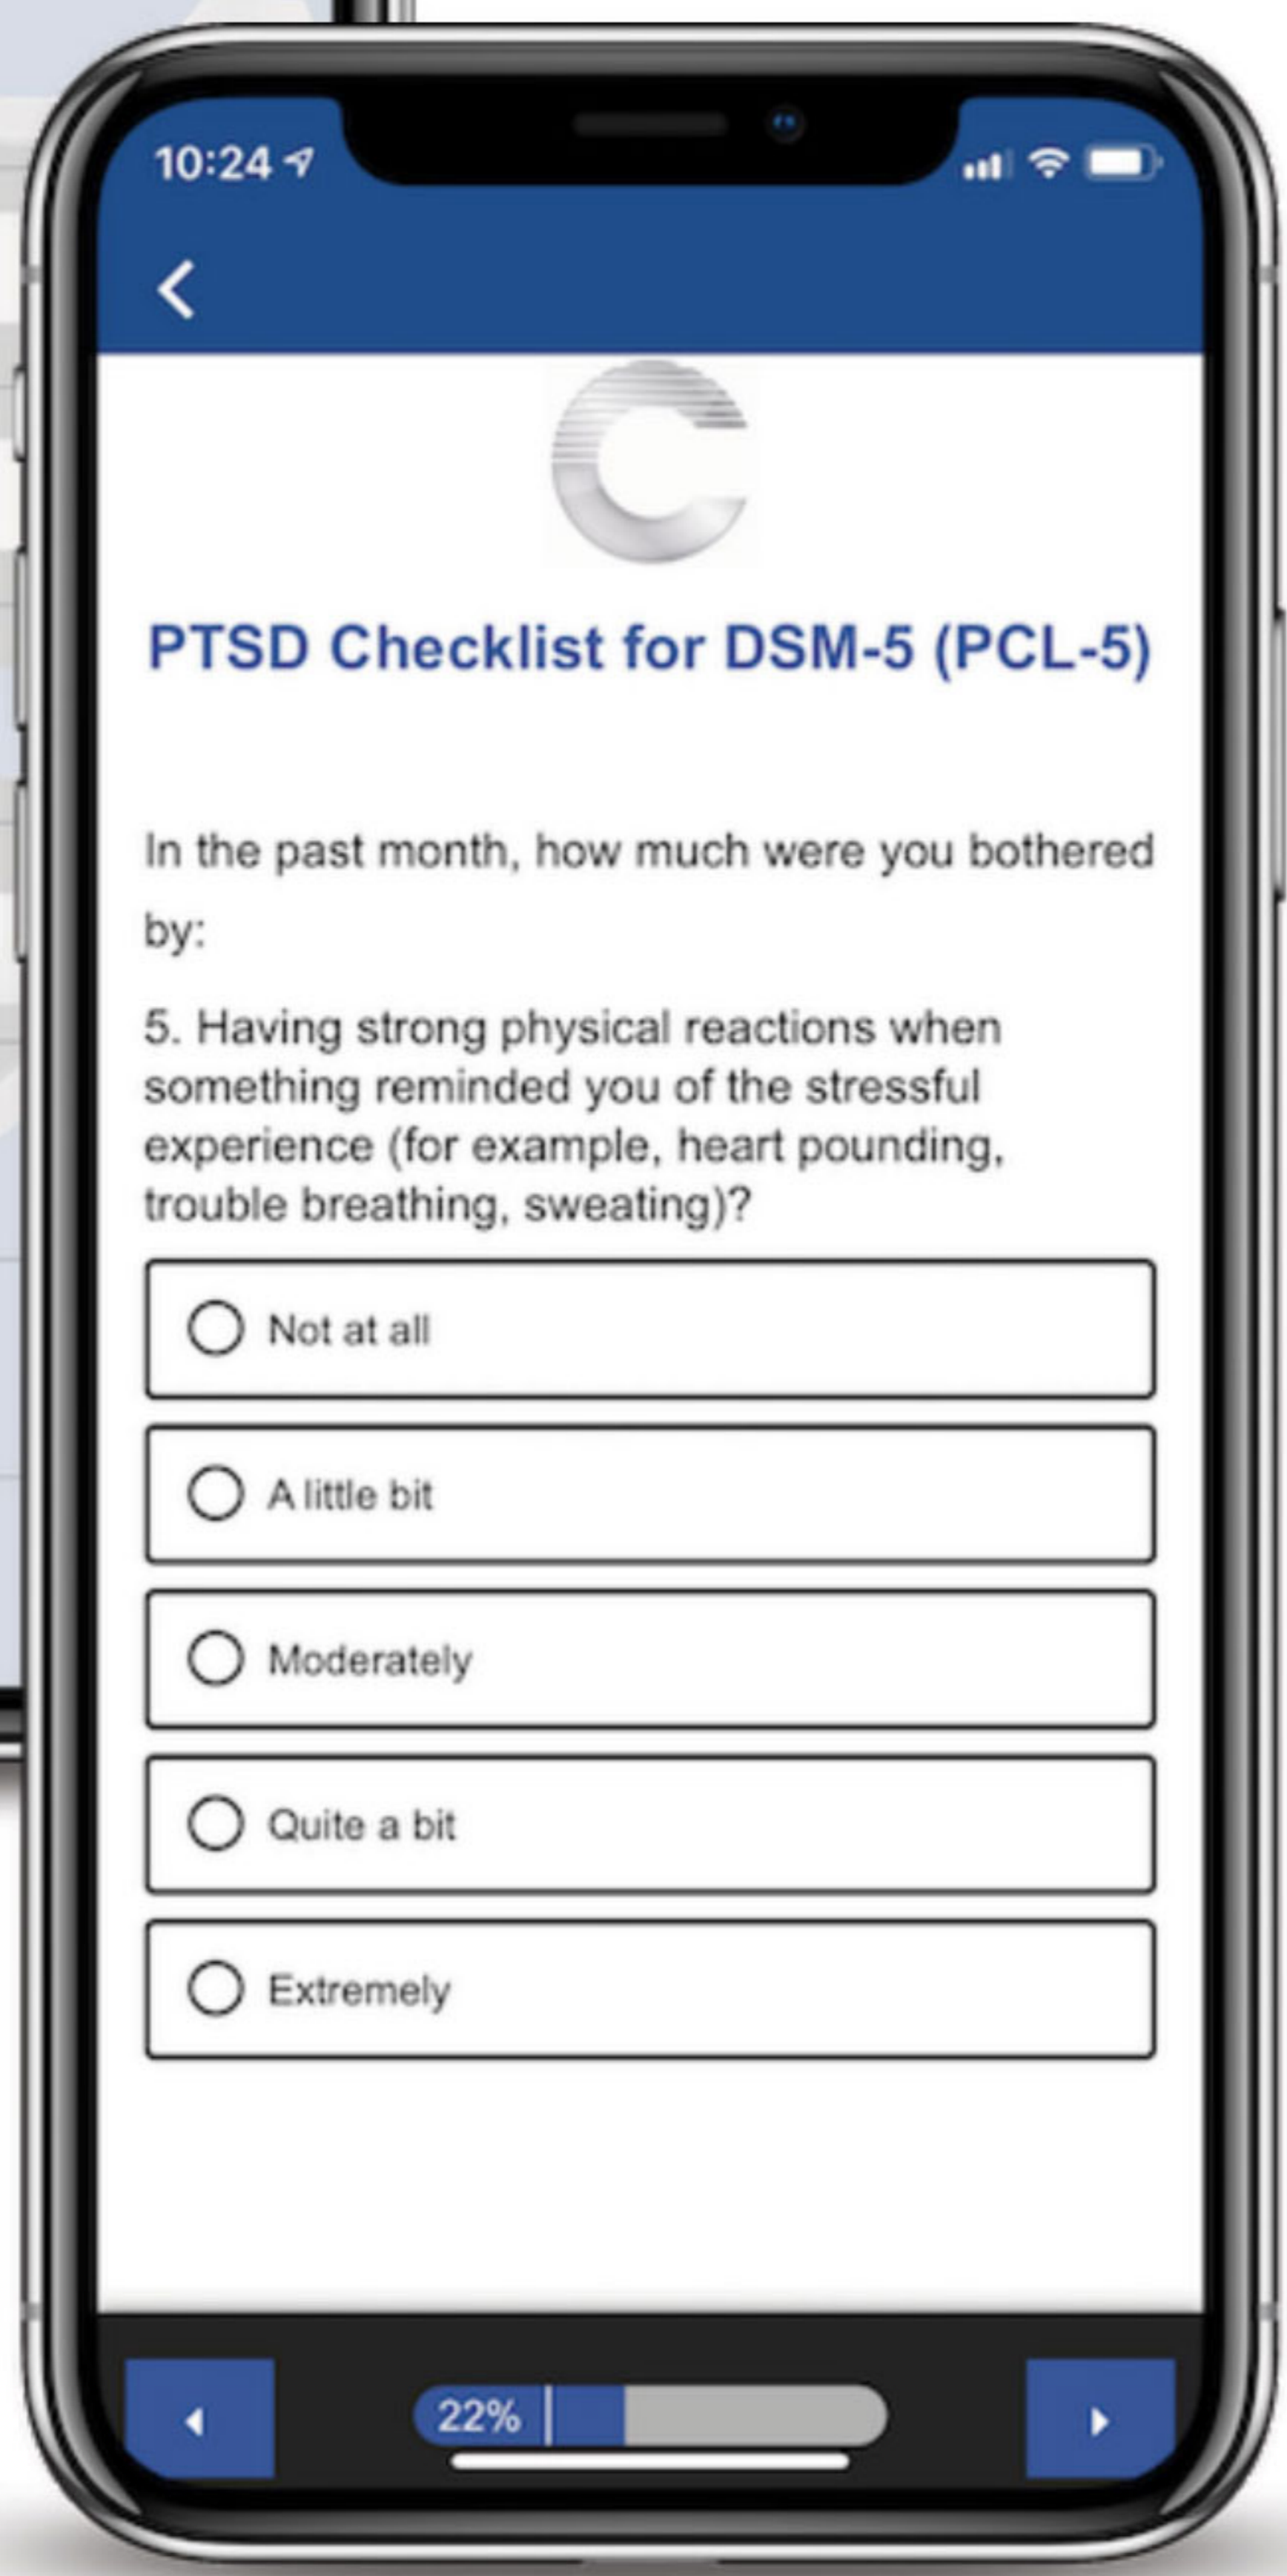 10:24
PTSD Checklist for DSM-5 (PCL-5)
In the past month, how much were you bothered
by:
5. Having strong physical reactions when
something reminded you of the stressful
experience (for example, heart pounding,
trouble breathing, sweating)?
Not at all
A little bit
Moderately
Quite a bit
Extremely
22%